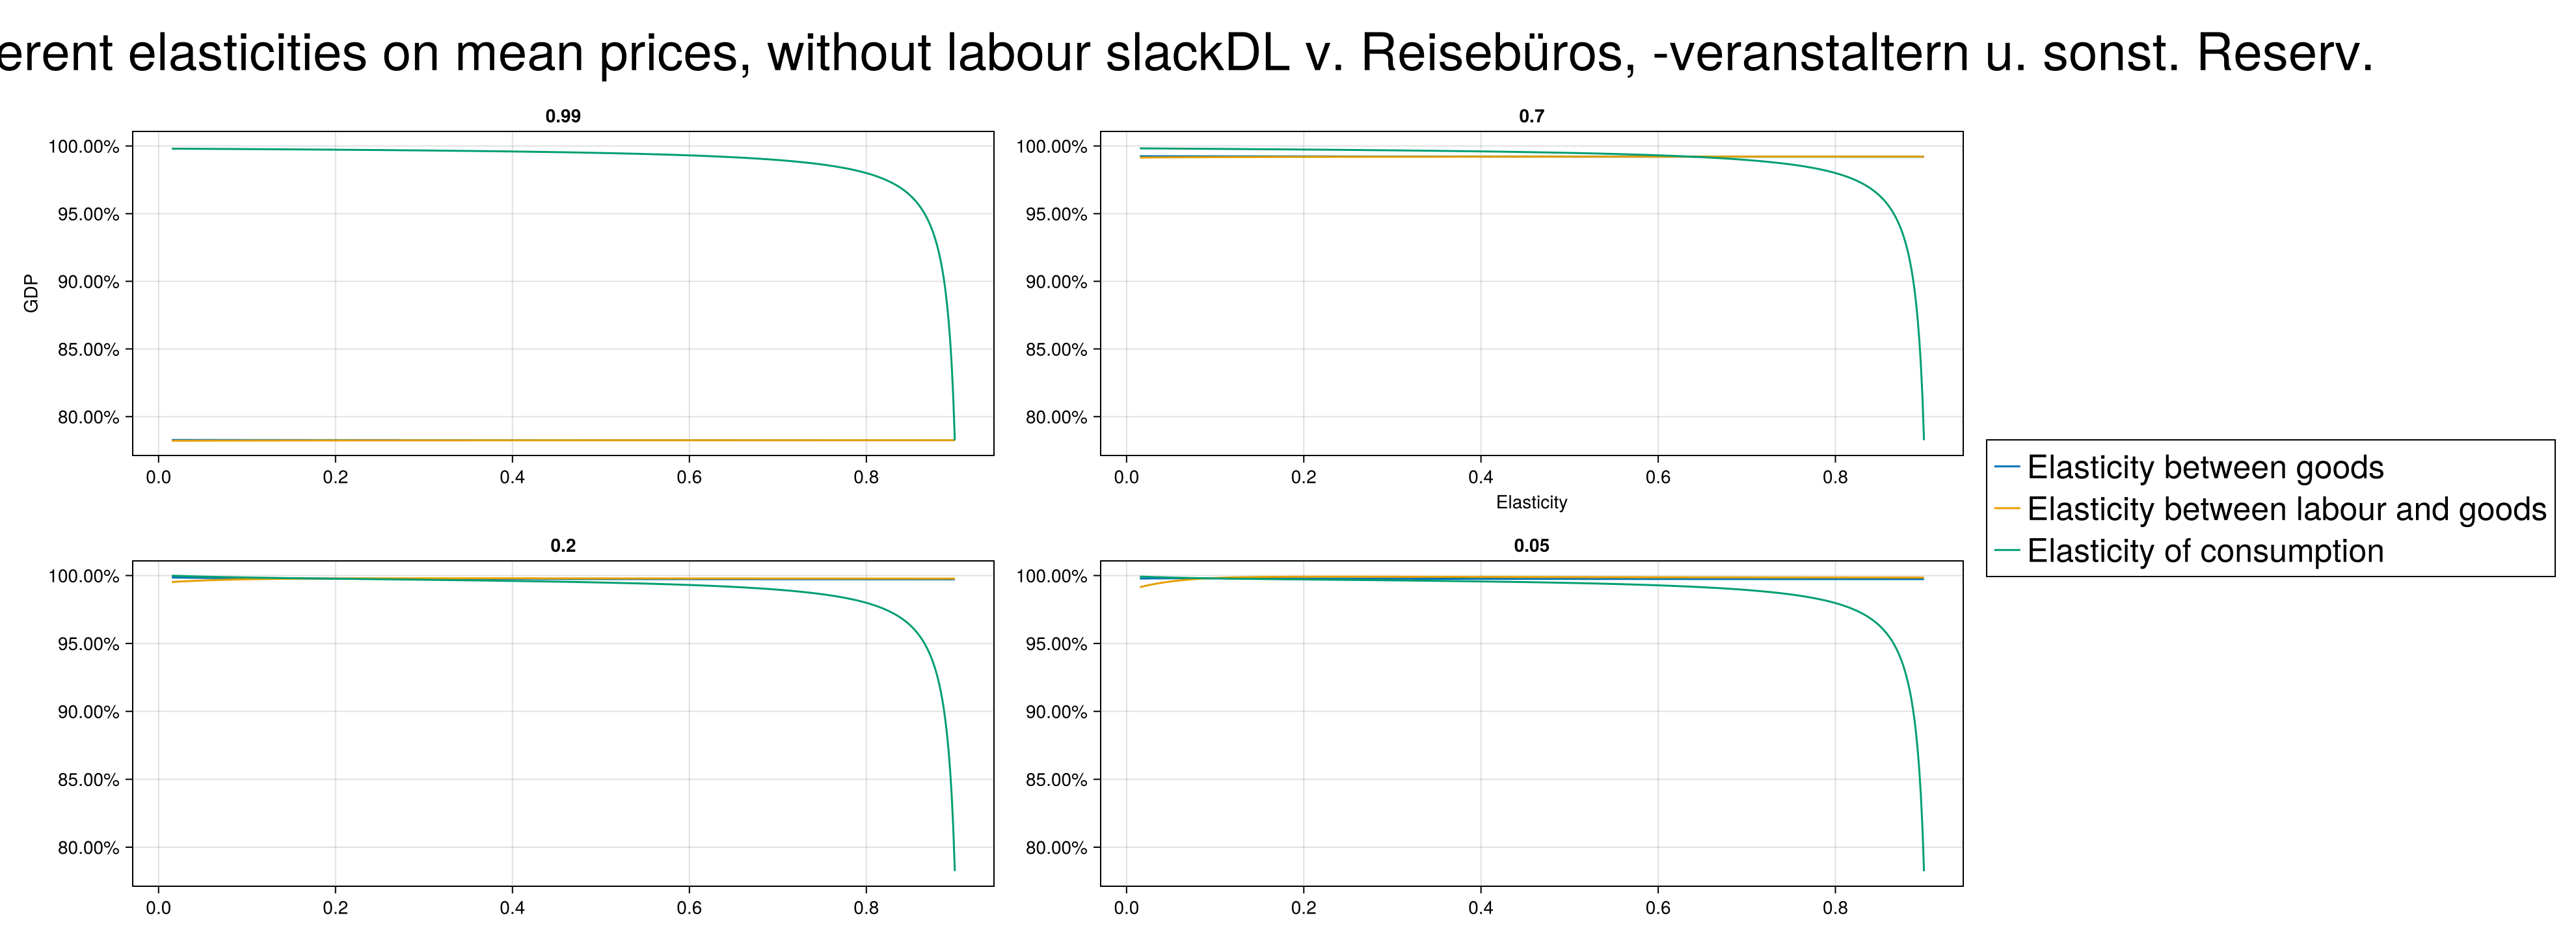 erent elasticities on mean prices, without labour slackDL v. Reisebüros, -veranstaltern u. sonst. Reserv.
0.99
100.00%
95.00%
90.00%
85.00%
80.00%
GDP
0.0 0.2 0.4 0.6 0.8
0.7
100.00%
95.00%
90.00%
85.00%
80.00%
0.0 0.2 0.4 0.6 0.8
Elasticity
0.2
100.00%
95.00%
90.00%
85.00%
80.00%
0.0 0.2 0.4 0.6 0.8
0.05
100.00%
95.00%
90.00%
85.00%
80.00%
0.0 0.2 0.4 0.6 0.8
Elasticity between goods
Elasticity between labour and goods
Elasticity of consumption